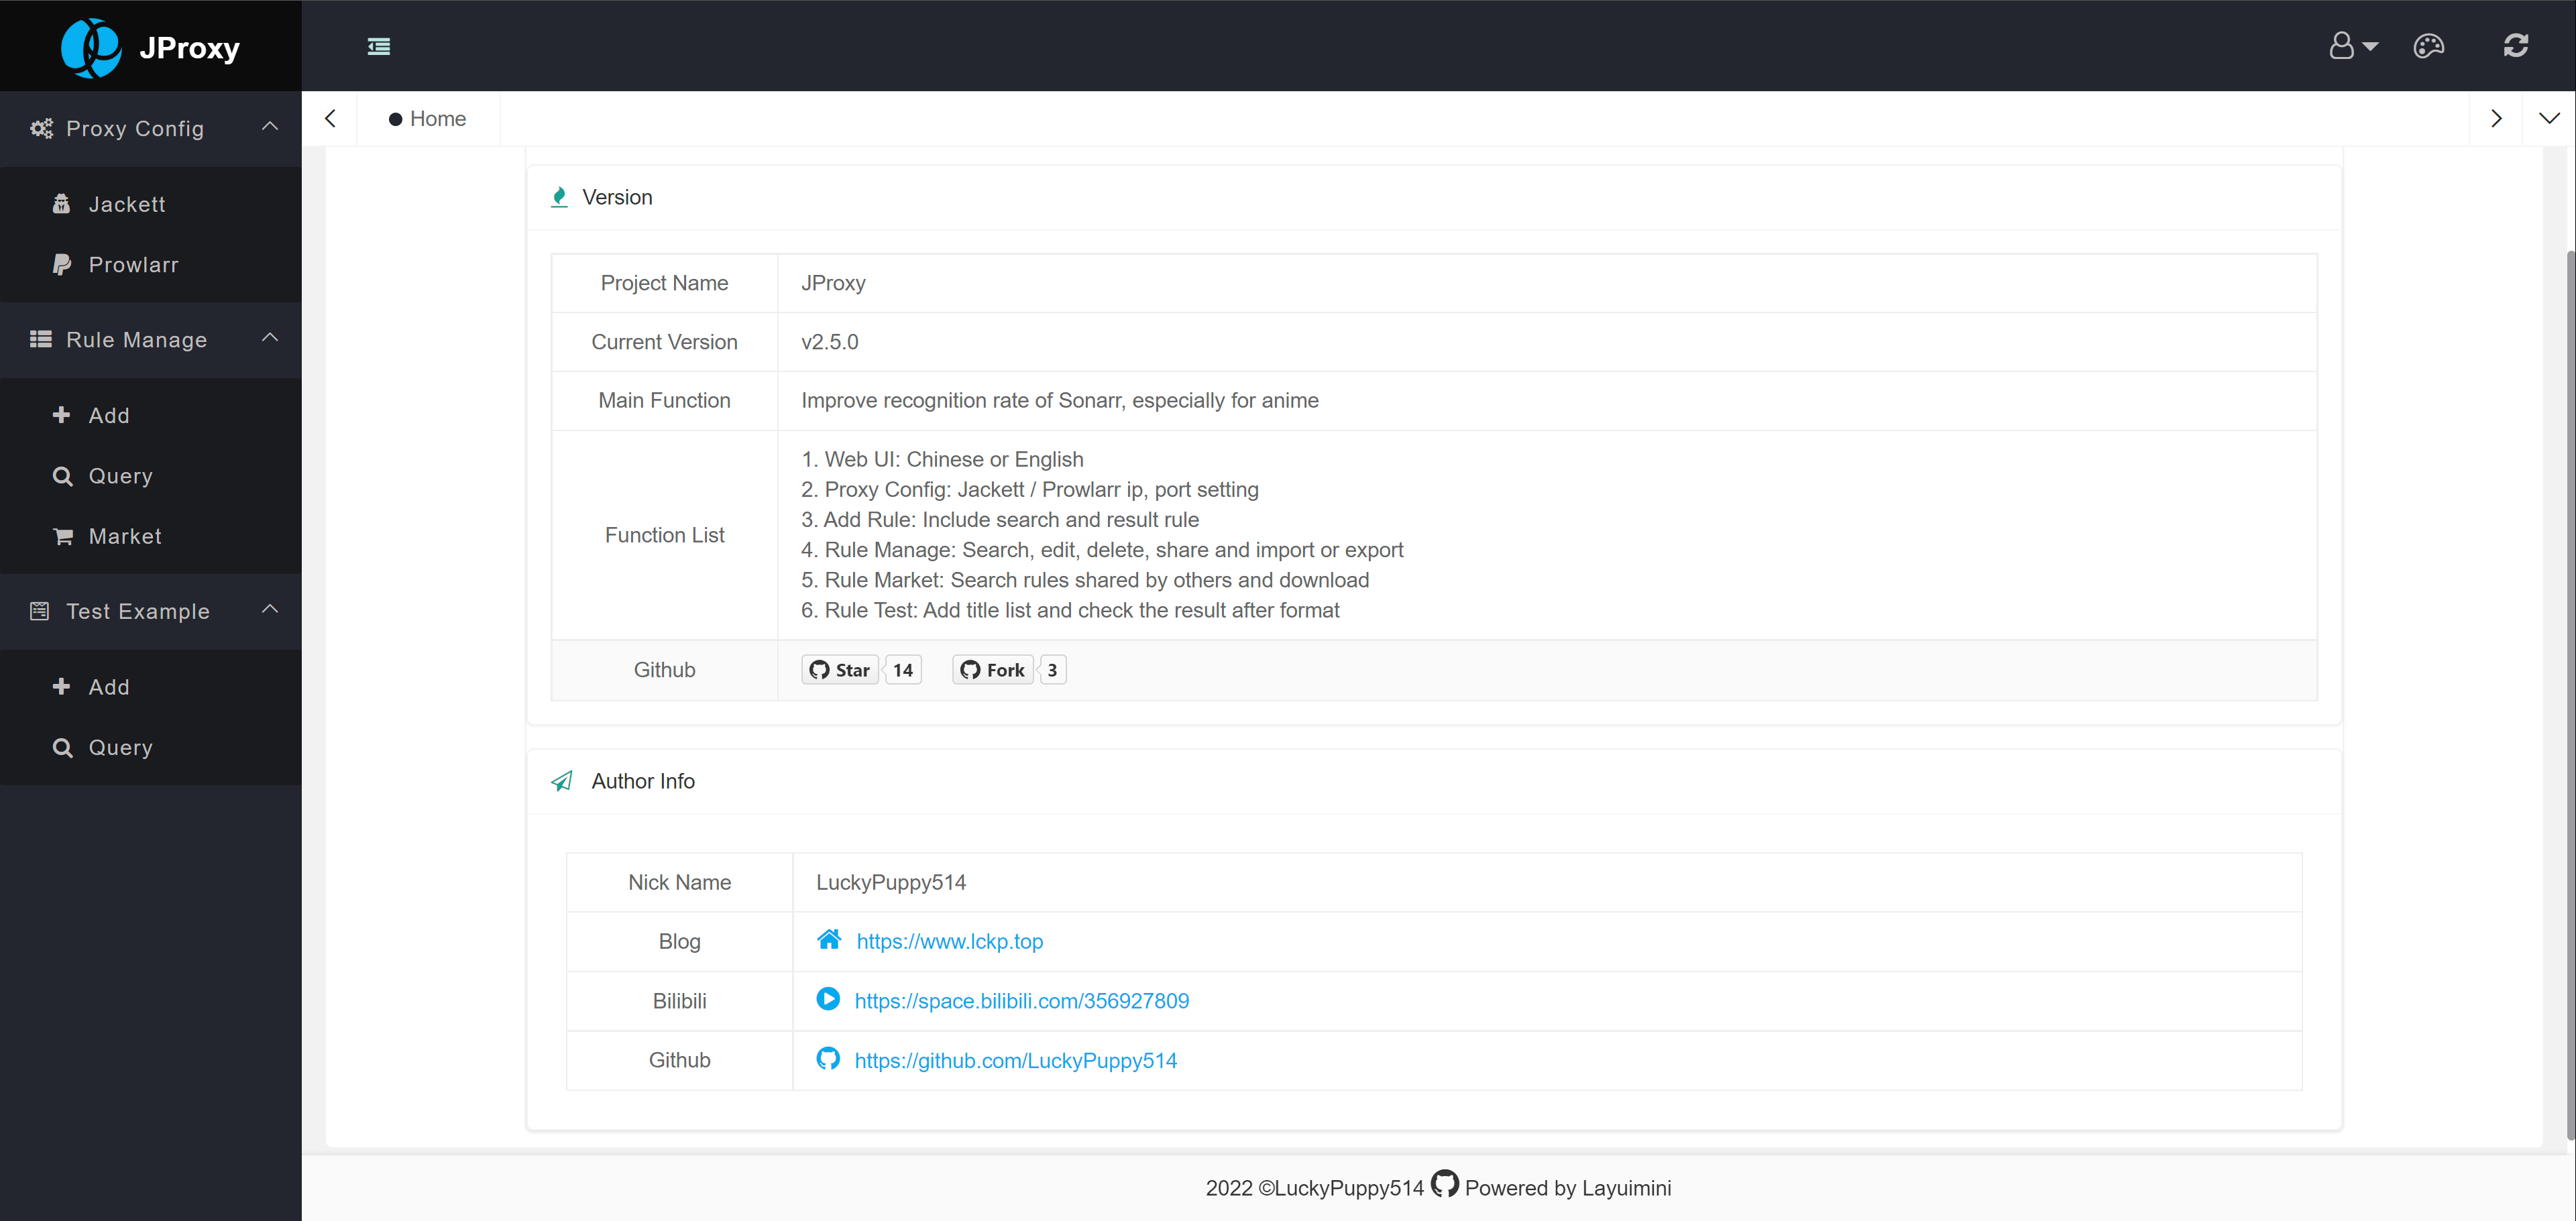 JProxy
Proxy Config
Jackett
Prowlarr
Rule Manage
Add
Query
Market
Test Example
Add
Query
Home
Version
Project Name JProxy
Current Version v2.5.0
Main Function Improve recognition rate of Sonarr, especially for anime
Function List
1. Web UI: Chinese or English
2. Proxy Config: Jackett / Prowlarr ip, port setting
3. Add Rule: Include search and result rule
4. Rule Manage: Search, edit, delete, share and import or export
5. Rule Market: Search rules shared by others and download
6. Rule Test: Add title list and check the result after format
Github Star 14 Fork 3
Author Info
Nick Name LuckyPuppy514
Blog https://www.lckp.top
Bilibili https://space.bilibili.com/356927809
Github https://github.com/LuckyPuppy514
2022 ©LuckyPuppy514 Powered by Layuimini